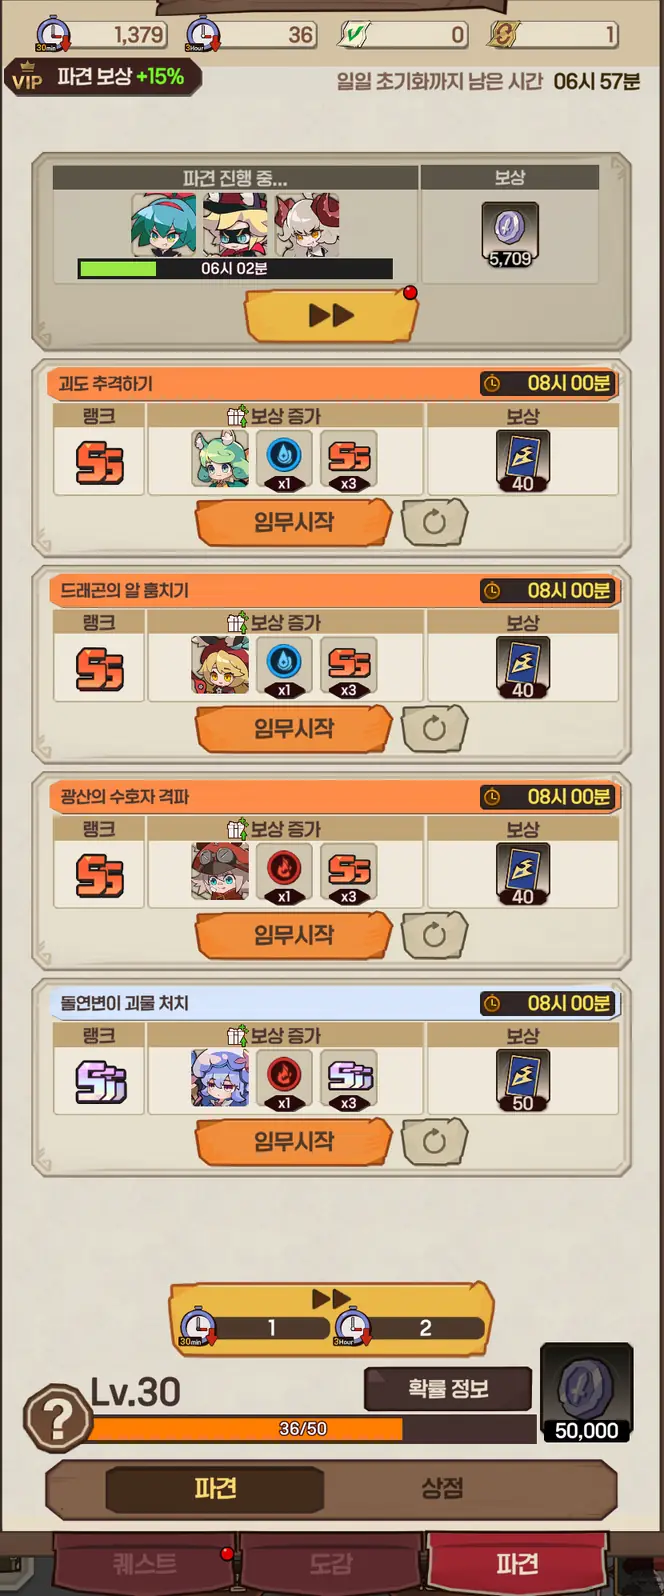 30min 1,379 3Hour 36 0 1
VIP 파견 보상 +15% 일일 초기화까지 남은 시간 06시 57분
파견 진행 중... 보상
5,709
06시 02분
괴도 추격하기 08시 00분
랭크 보상 증가 보상
SS SS
x1 x3 40
임무시작
드래곤의 알 훔치기 08시 00분
랭크 보상 증가 보상
SS SS
x1 x3 40
임무시작
광산의 수호자 격파 08시 00분
랭크 보상 증가 보상
SS SS
x1 x3 40
임무시작
돌연변이 괴물 처치 08시 00분
랭크 보상 증가 보상
x1 x3 50
임무시작
30min 1 3Hour 2
? Lv.30 확률 정보
36/50 50,000
파견 상점
퀘스트 도감 파견